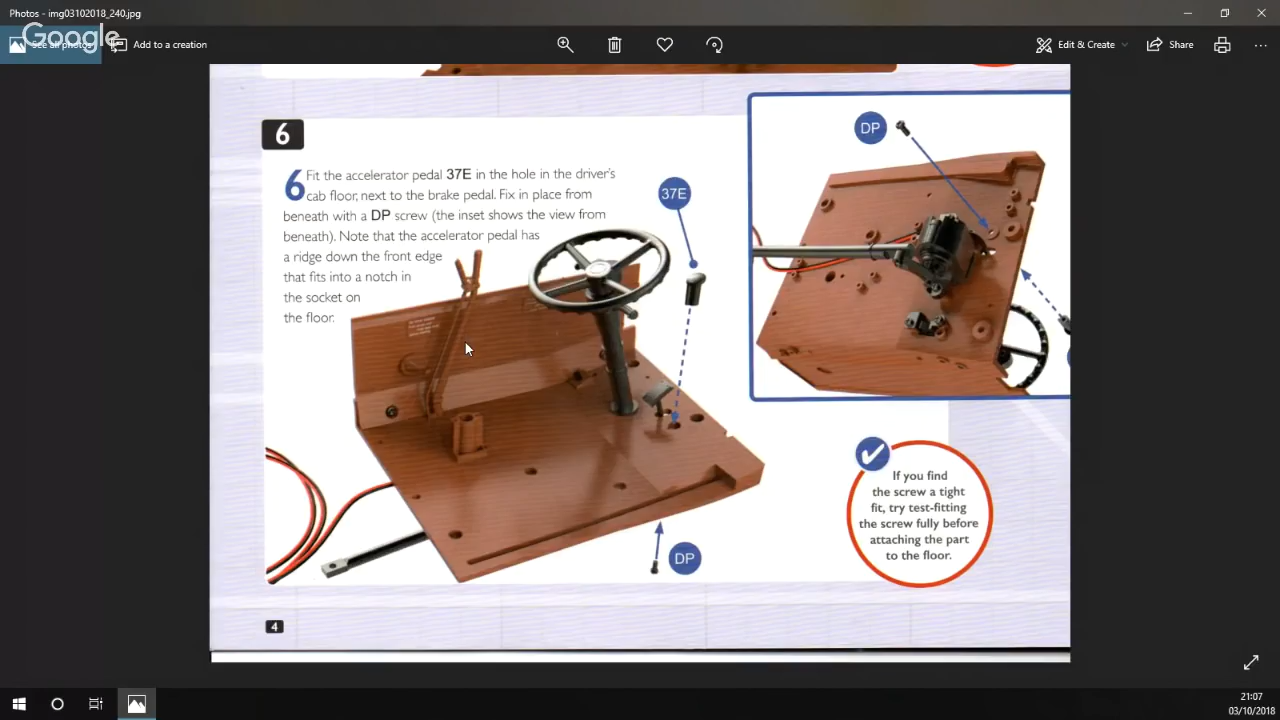 Photos - img03102018_240.jpg
Google
See all photos
Add to a creation
Edit & Create
Share
6
DP
6 Fit the accelerator pedal 37E in the hole in the driver's
cab floor, next to the brake pedal. Fix in place from
beneath with a DP screw (the inset shows the view from
beneath). Note that the accelerator pedal has
a ridge down the front edge
that fits into a notch in
the socket on
the floor.
37E
If you find
the screw a tight
fit, try test-fitting
the screw fully before
attaching the part
to the floor.
DP
4
21:07
03/10/2018